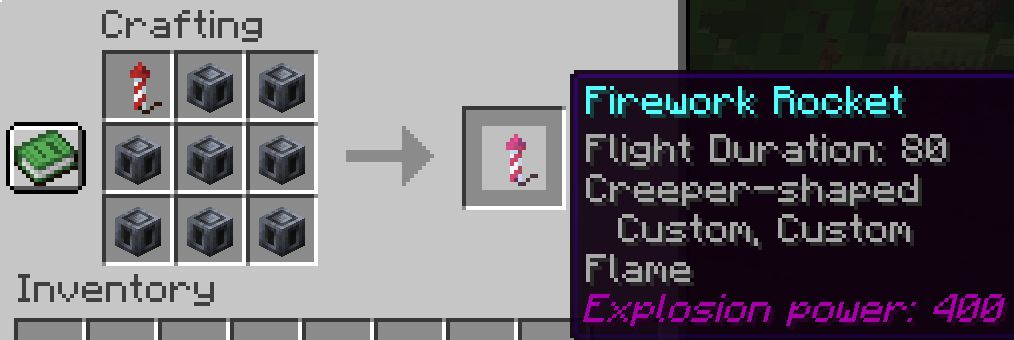 Crafting
Firework Rocket
Flight Duration: 80
Creeper-shaped
Custom, Custom
Flame
Explosion power: 400
Inventory